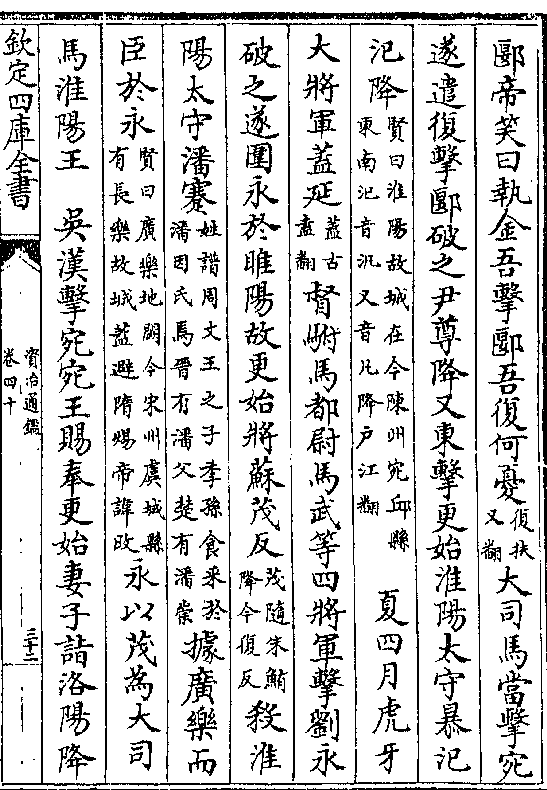 郾帝笑曰執金吾擊郾吾復何憂復扶又翻大司馬當擊宛
遂遣復擊郾破之尹尊降又東擊更始淮陽太守暴汜
汜降賢曰淮陽故城在今陳州宛邱縣東南汜音汎又音凡降戶江翻　夏四月虎牙
大將軍蓋延蓋古盍翻督駙馬都尉馬武等四將軍擊劉永
破之遂圍永於睢陽故更始將蘇茂反茂隨朱鮪降今復反殺淮
陽太守潘蹇姓譜周文王之子季孫食采於潘因氏焉晉有潘父楚有潘崇據廣樂而
臣於永賢曰廣樂地闕今宋州虞城縣有長樂故城蓋避隋煬帝諱改永以茂為大司
馬淮陽王　吳漢擊宛宛王賜奉更始妻子詣洛陽降
欽定四庫全書
資治通鑑
卷四十
三十二